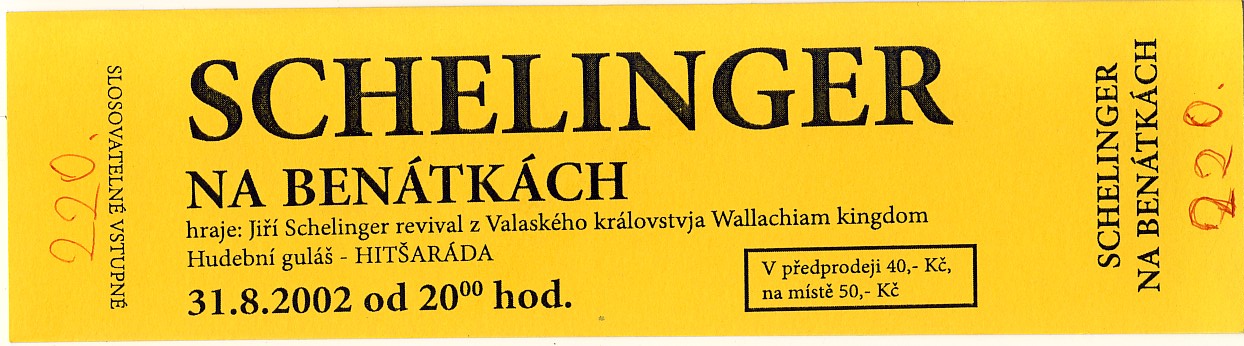 220.
SLOSOVATELNÉ VSTUPNÉ
SCHELINGER
NA BENÁTKÁCH
hraje: Jiří Schelinger revival z Valaského královstvja Wallachiam kingdom
Hudební guláš - HITŠARÁDA
31.8.2002 od 20⁰⁰ hod.
V předprodeji 40,- Kč,
na místě 50,- Kč
SCHELINGER
NA BENÁTKÁCH
220.